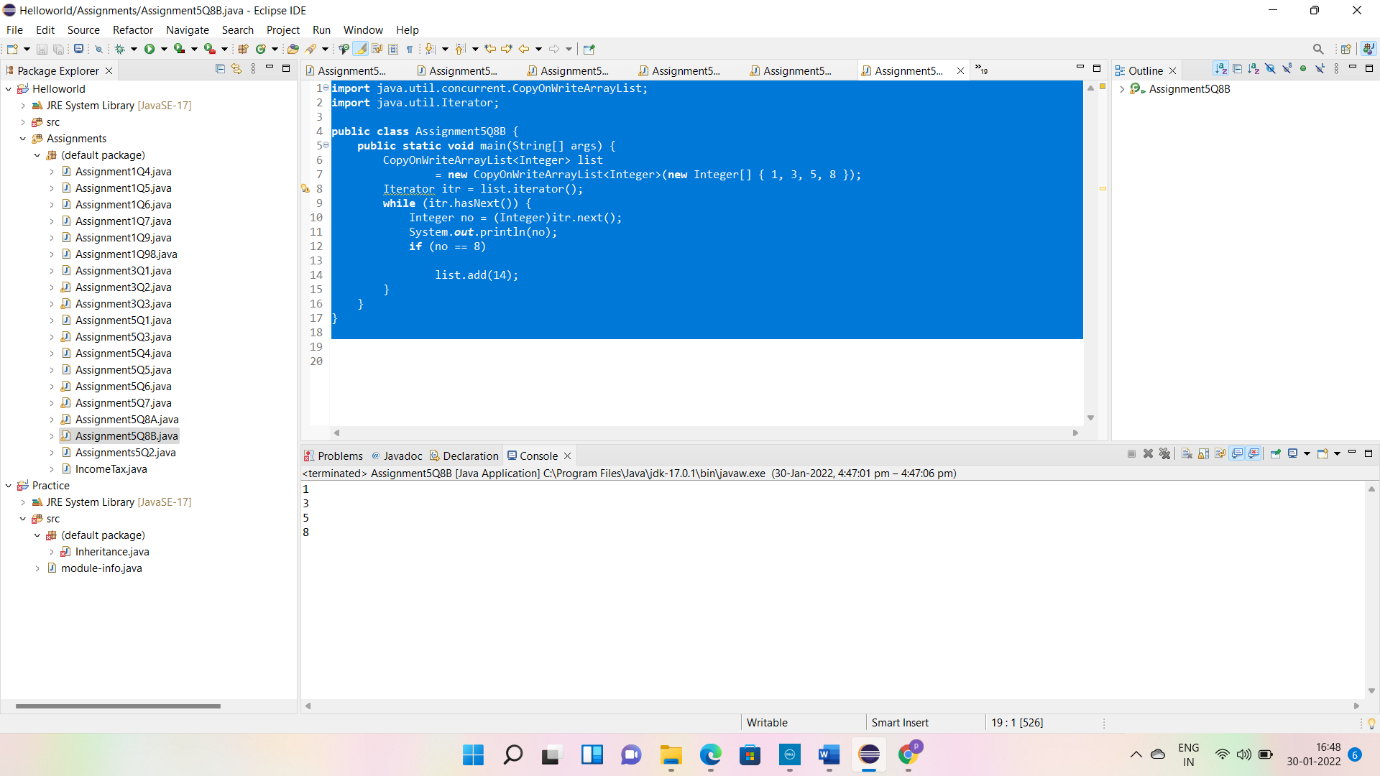 Helloworld/Assignments/Assignment5Q8B.java - Eclipse IDE
File Edit Source Refactor Navigate Search Project Run Window Help
Package Explorer
Assignment5... Assignment5... Assignment5... Assignment5... Assignment5... Assignment5... »19
Outline
Helloworld
JRE System Library [JavaSE-17]
src
Assignments
(default package)
Assignment1Q4.java
Assignment1Q5.java
Assignment1Q6.java
Assignment1Q7.java
Assignment1Q9.java
Assignment1Q98.java
Assignment3Q1.java
Assignment3Q2.java
Assignment3Q3.java
Assignment5Q1.java
Assignment5Q3.java
Assignment5Q4.java
Assignment5Q5.java
Assignment5Q6.java
Assignment5Q7.java
Assignment5Q8A.java
Assignment5Q8B.java
Assignments5Q2.java
IncomeTax.java
Practice
JRE System Library [JavaSE-17]
src
(default package)
Inheritance.java
module-info.java
1 import java.util.concurrent.CopyOnWriteArrayList;
2 import java.util.Iterator;
3
4 public class Assignment5Q8B {
5 public static void main(String[] args) {
6 CopyOnWriteArrayList<Integer> list
7 = new CopyOnWriteArrayList<Integer>(new Integer[] { 1, 3, 5, 8 });
8 Iterator itr = list.iterator();
9 while (itr.hasNext()) {
10 Integer no = (Integer)itr.next();
11 System.out.println(no);
12 if (no == 8)
13
14 list.add(14);
15 }
16 }
17 }
18
19
20
Assignment5Q8B
Problems Javadoc Declaration Console
<terminated> Assignment5Q8B [Java Application] C:\Program Files\Java\jdk-17.0.1\bin\javaw.exe (30-Jan-2022, 4:47:01 pm – 4:47:06 pm)
1
3
5
8
Writable Smart Insert 19 : 1 [526]
ENG
IN
16:48
30-01-2022
6